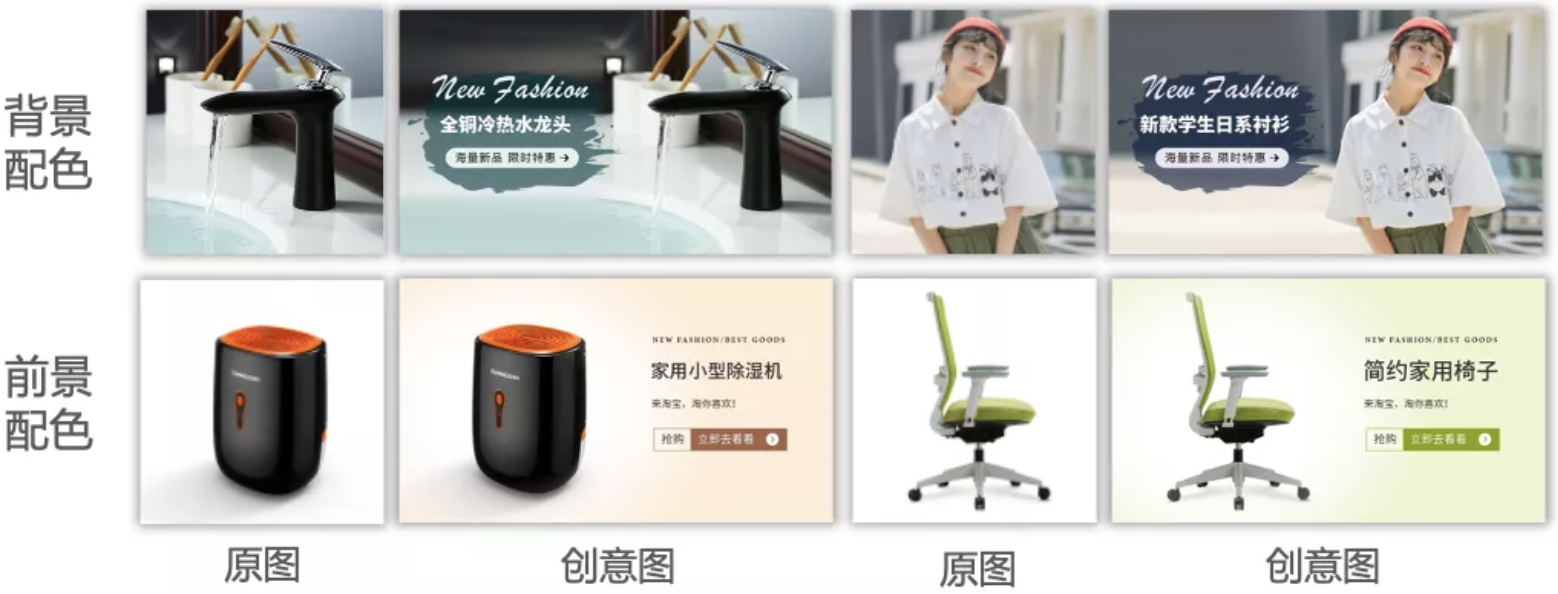 背景
配色
New Fashion
全铜冷热水龙头
海量新品 限时特惠 →
New Fashion
新款学生日系衬衫
海量新品 限时特惠 →
前景
配色
NEW FASHION/BEST GOODS
家用小型除湿机
来淘宝，淘你喜欢！
抢购 立即去看看
NEW FASHION/BEST GOODS
简约家用椅子
来淘宝，淘你喜欢！
抢购 立即去看看
原图
创意图
原图
创意图